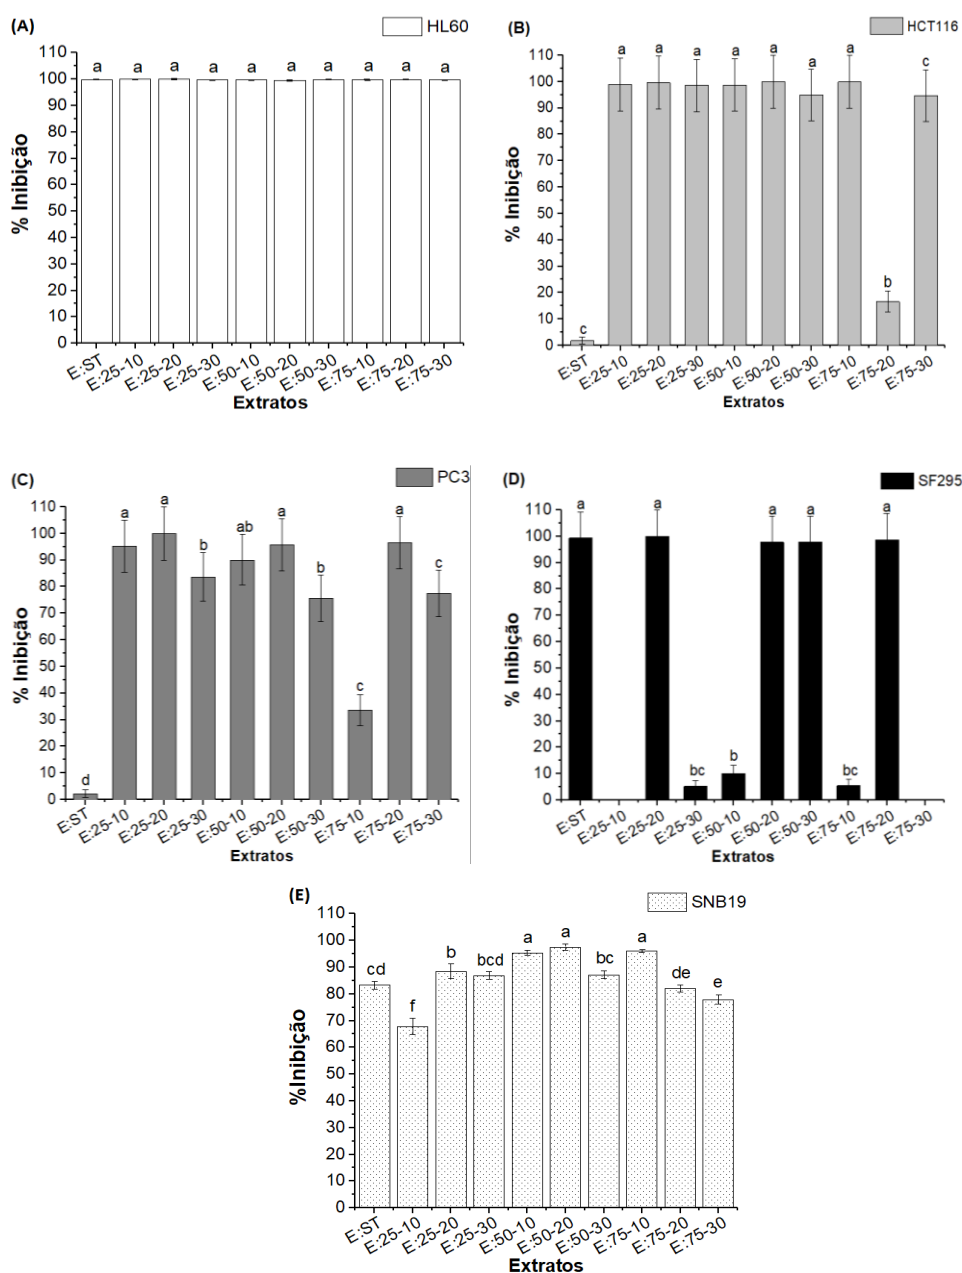 (A)
HL60
a a a a a a a a a a
110
100
90
80
70
60
50
40
30
20
10
0
% Inibição
E:ST E:25-10 E:25-20 E:25-30 E:50-10 E:50-20 E:50-30 E:75-10 E:75-20 E:75-30
Extratos
(B)
HCT116
c a a a a a a a b c
110
100
90
80
70
60
50
40
30
20
10
0
% Inibição
E:ST E:25-10 E:25-20 E:25-30 E:50-10 E:50-20 E:50-30 E:75-10 E:75-20 E:75-30
Extratos
(C)
PC3
d a a b ab a b c a c
110
100
90
80
70
60
50
40
30
20
10
0
% Inibição
E:ST E:25-10 E:25-20 E:25-30 E:50-10 E:50-20 E:50-30 E:75-10 E:75-20 E:75-30
Extratos
(D)
SF295
a a bc b a a bc a
110
100
90
80
70
60
50
40
30
20
10
0
% Inibição
E:ST E:25-10 E:25-20 E:25-30 E:50-10 E:50-20 E:50-30 E:75-10 E:75-20 E:75-30
Extratos
(E)
SNB19
cd f b bcd a a bc a de e
110
100
90
80
70
60
50
40
30
20
10
0
%Inibição
E:ST E:25-10 E:25-20 E:25-30 E:50-10 E:50-20 E:50-30 E:75-10 E:75-20 E:75-30
Extratos